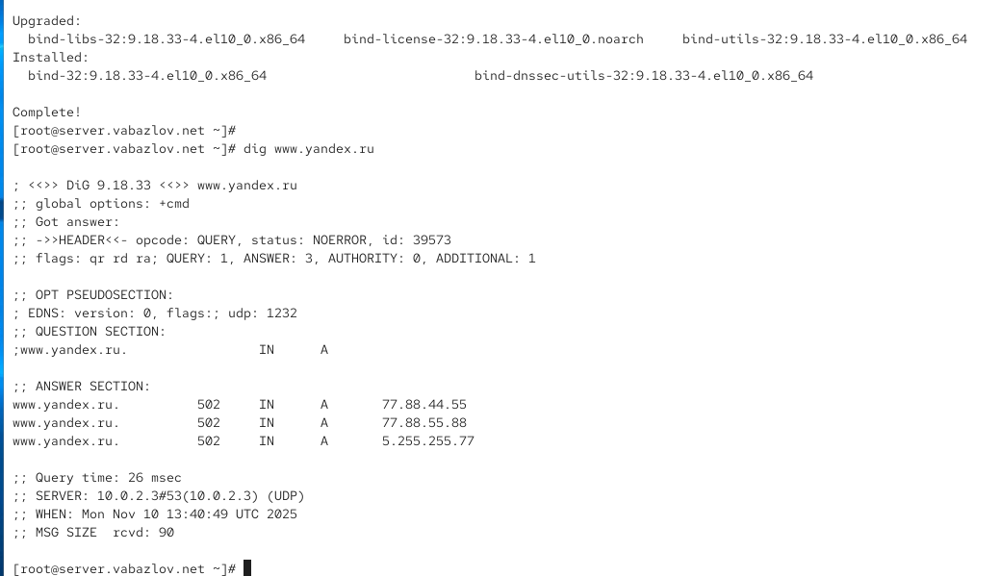 Upgraded:
  bind-libs-32:9.18.33-4.el10_0.x86_64     bind-license-32:9.18.33-4.el10_0.noarch     bind-utils-32:9.18.33-4.el10_0.x86_64
Installed:
  bind-32:9.18.33-4.el10_0.x86_64                           bind-dnssec-utils-32:9.18.33-4.el10_0.x86_64

Complete!
[root@server.vabazlov.net ~]#
[root@server.vabazlov.net ~]# dig www.yandex.ru

; <<>> DiG 9.18.33 <<>> www.yandex.ru
;; global options: +cmd
;; Got answer:
;; ->>HEADER<<- opcode: QUERY, status: NOERROR, id: 39573
;; flags: qr rd ra; QUERY: 1, ANSWER: 3, AUTHORITY: 0, ADDITIONAL: 1

;; OPT PSEUDOSECTION:
; EDNS: version: 0, flags:; udp: 1232
;; QUESTION SECTION:
;www.yandex.ru.                 IN      A

;; ANSWER SECTION:
www.yandex.ru.          502     IN      A       77.88.44.55
www.yandex.ru.          502     IN      A       77.88.55.88
www.yandex.ru.          502     IN      A       5.255.255.77

;; Query time: 26 msec
;; SERVER: 10.0.2.3#53(10.0.2.3) (UDP)
;; WHEN: Mon Nov 10 13:40:49 UTC 2025
;; MSG SIZE  rcvd: 90

[root@server.vabazlov.net ~]#